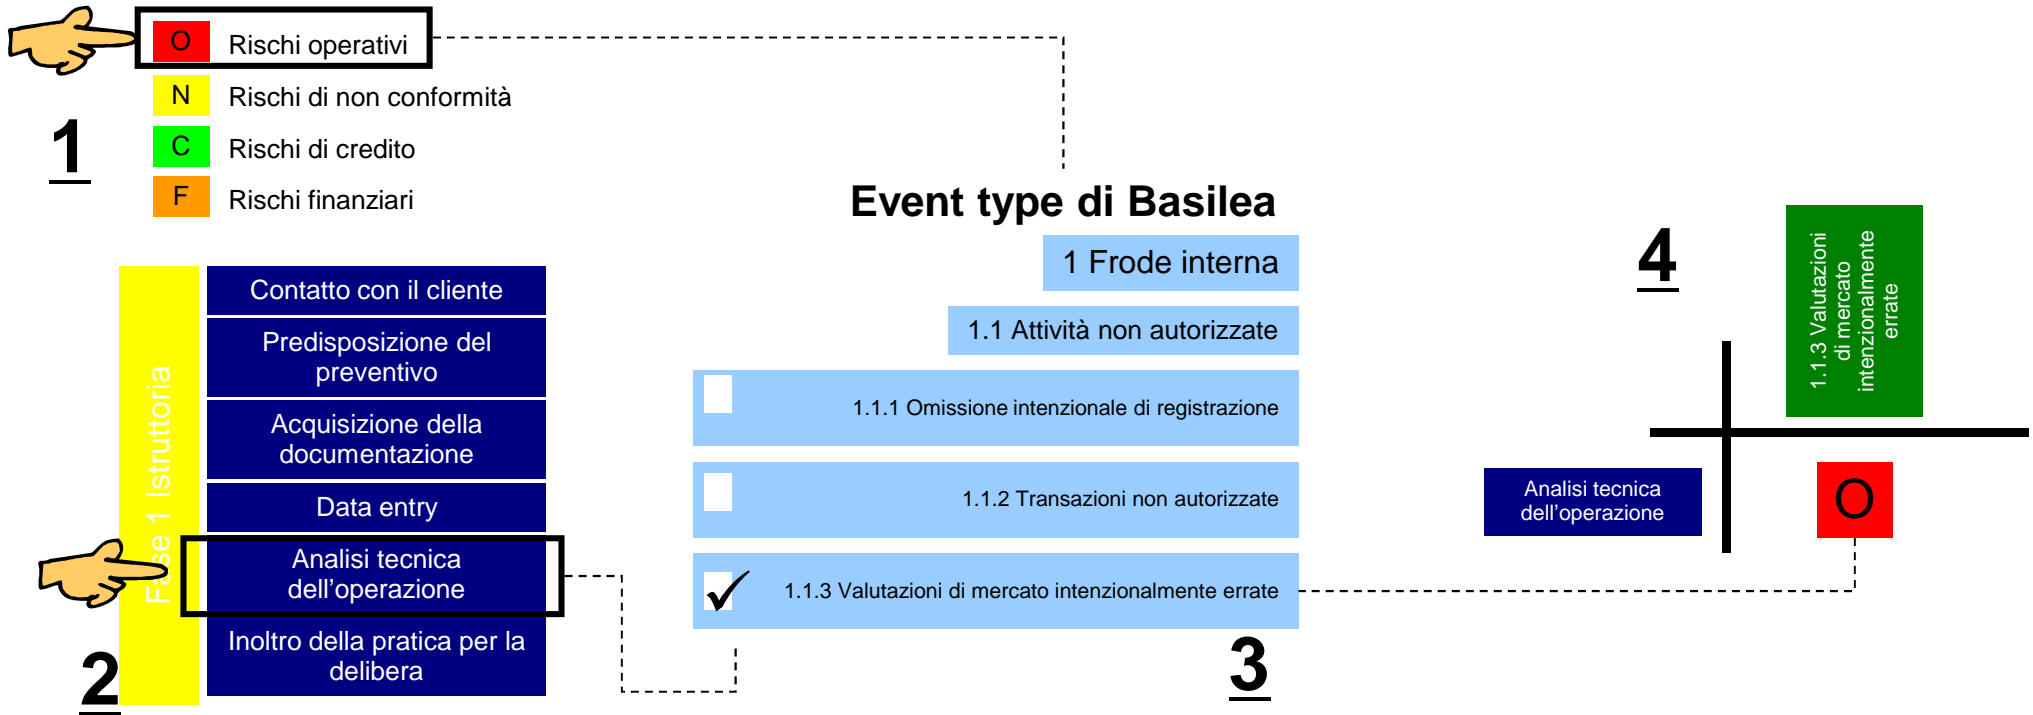 O Rischi operativi
N Rischi di non conformità
C Rischi di credito
F Rischi finanziari
1
Fase 1 Istruttoria
Contatto con il cliente
Predisposizione del
preventivo
Acquisizione della
documentazione
Data entry
Analisi tecnica
dell’operazione
Inoltro della pratica per la
delibera
2
Event type di Basilea
1 Frode interna
1.1 Attività non autorizzate
1.1.1 Omissione intenzionale di registrazione
1.1.2 Transazioni non autorizzate
1.1.3 Valutazioni di mercato intenzionalmente errate
3
4
1.1.3 Valutazioni
di mercato
intenzionalmente
errate
Analisi tecnica
dell’operazione
O